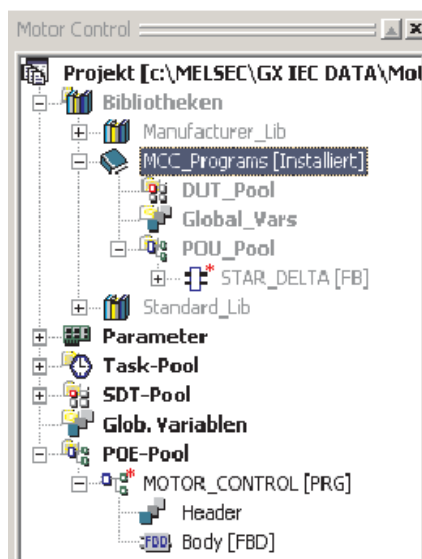 Motor Control
Projekt [c:\MELSEC\GX IEC DATA\Mot
Bibliotheken
Manufacturer_Lib
MCC_Programs [Installiert]
DUT_Pool
Global_Vars
POU_Pool
STAR_DELTA [FB]
Standard_Lib
Parameter
Task-Pool
SDT-Pool
Glob. Variablen
POE-Pool
MOTOR_CONTROL [PRG]
Header
FBD Body [FBD]